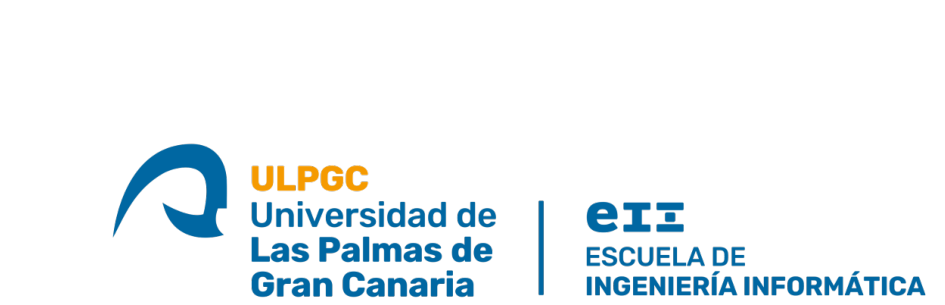 ULPGC
Universidad de
Las Palmas de
Gran Canaria
eii
ESCUELA DE
INGENIERÍA INFORMÁTICA